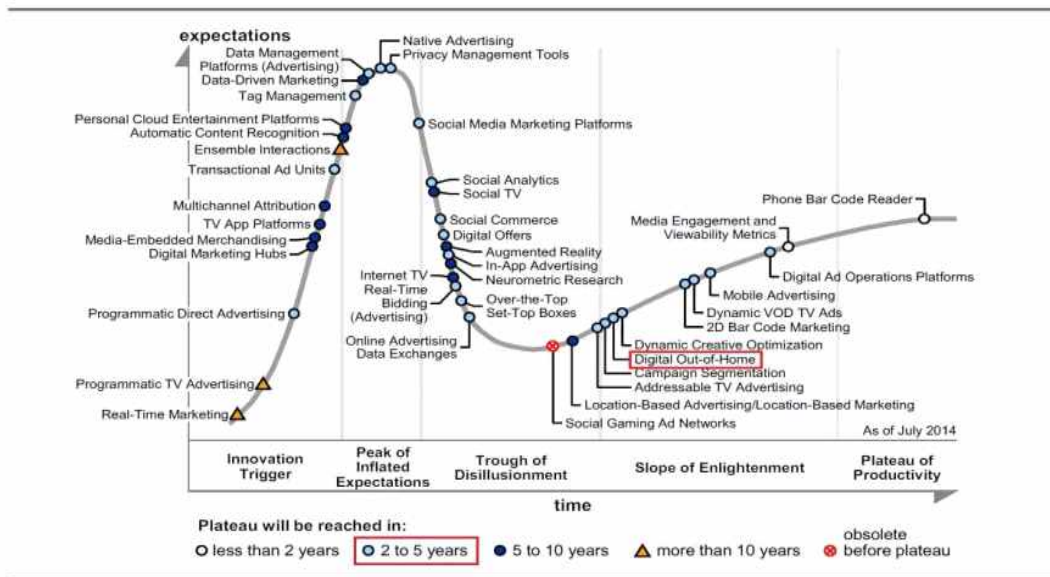 expectations
Data Management
Platforms (Advertising)
Data-Driven Marketing
Tag Management
Native Advertising
Privacy Management Tools
Personal Cloud Entertainment Platforms
Automatic Content Recognition
Ensemble Interactions
Transactional Ad Units
Multichannel Attribution
TV App Platforms
Media-Embedded Merchandising
Digital Marketing Hubs
Programmatic Direct Advertising
Programmatic TV Advertising
Real-Time Marketing
Social Media Marketing Platforms
Social Analytics
Social TV
Social Commerce
Digital Offers
Augmented Reality
In-App Advertising
Neurometric Research
Internet TV
Real-Time
Bidding
(Advertising)
Over-the-Top
Set-Top Boxes
Online Advertising
Data Exchanges
Phone Bar Code Reader
Media Engagement and
Viewability Metrics
Digital Ad Operations Platforms
Mobile Advertising
Dynamic VOD TV Ads
2D Bar Code Marketing
Dynamic Creative Optimization
Digital Out-of-Home
Campaign Segmentation
Addressable TV Advertising
Location-Based Advertising/Location-Based Marketing
Social Gaming Ad Networks
As of July 2014
Innovation
Trigger
Peak of
Inflated
Expectations
Trough of
Disillusionment
Slope of Enlightenment
Plateau of
Productivity
time
Plateau will be reached in:
less than 2 years
2 to 5 years
5 to 10 years
more than 10 years
obsolete
before plateau